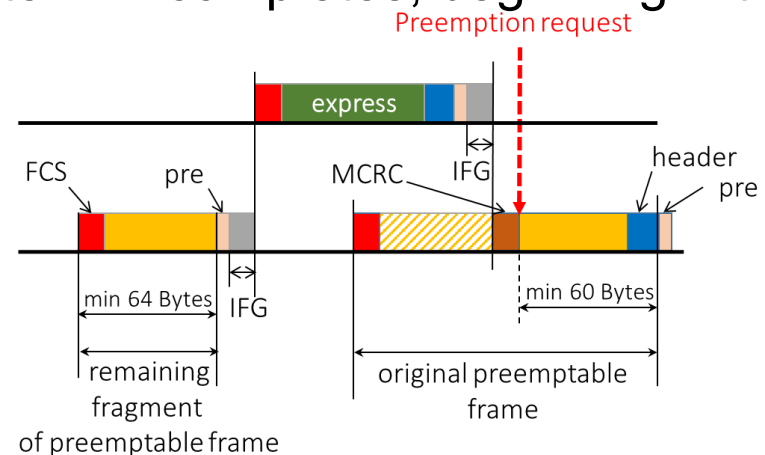 Preemption request
express
FCS
pre
MCRC
IFG
header
pre
min 64 Bytes
IFG
min 60 Bytes
remaining
fragment
of preemptable frame
original preemptable
frame